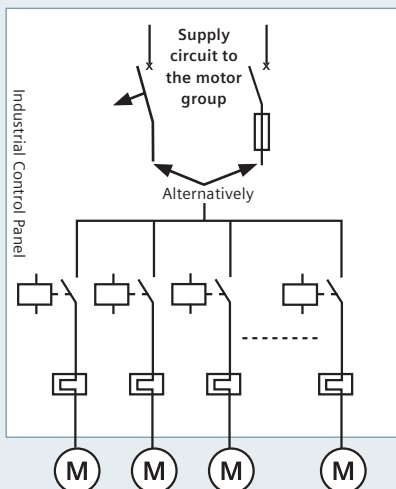 Supply
circuit to
the motor
group
Industrial Control Panel
Alternatively
M M M M